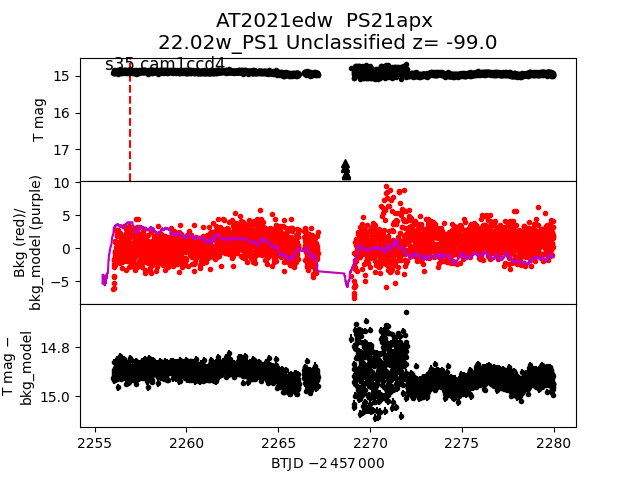 AT2021edw  PS21apx
22.02w_PS1 Unclassified z= -99.0
s35 cam1ccd4
15
16
17
T mag
10
5
0
−5
Bkg (red)/
bkg_model (purple)
14.8
15.0
T mag −
bkg_model
2255
2260
2265
2270
2275
2280
BTJD −2 457 000